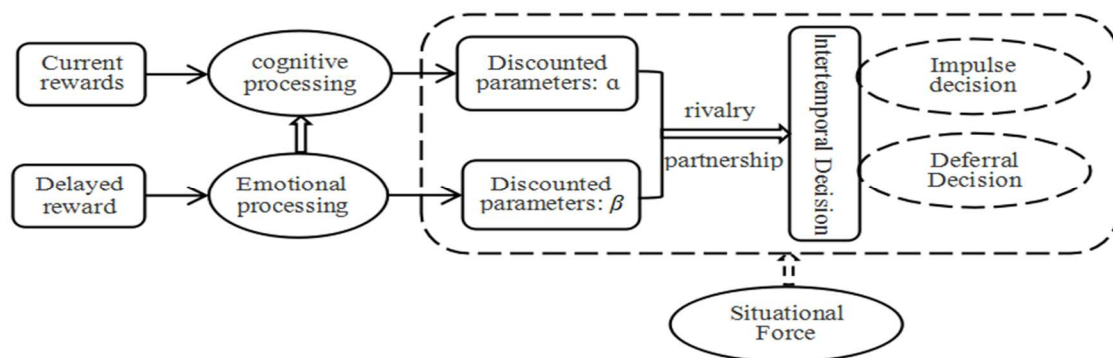 Current
rewards
cognitive
processing
Discounted
parameters: α
Delayed
reward
Emotional
processing
Discounted
parameters: β
rivalry
partnership
Intertemporal Decision
Impulse
decision
Deferral
Decision
Situational
Force